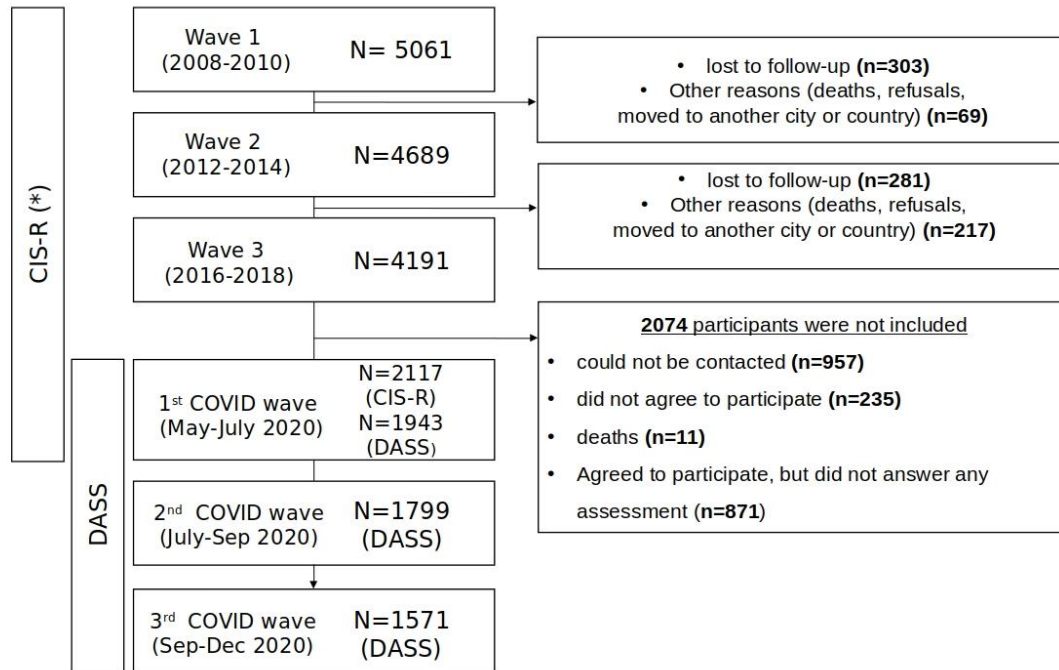 Wave 1
(2008-2010)
N= 5061
• lost to follow-up (n=303)
• Other reasons (deaths, refusals,
moved to another city or country) (n=69)
Wave 2
(2012-2014)
N=4689
• lost to follow-up (n=281)
• Other reasons (deaths, refusals,
moved to another city or country) (n=217)
Wave 3
(2016-2018)
N=4191
CIS-R (*)
2074 participants were not included
• could not be contacted (n=957)
• did not agree to participate (n=235)
• deaths (n=11)
• Agreed to participate, but did not answer any
assessment (n=871)
1st COVID wave
(May-July 2020)
N=2117
(CIS-R)
N=1943
(DASS)
DASS
2nd COVID wave
(July-Sep 2020)
N=1799
(DASS)
3rd COVID wave
(Sep-Dec 2020)
N=1571
(DASS)